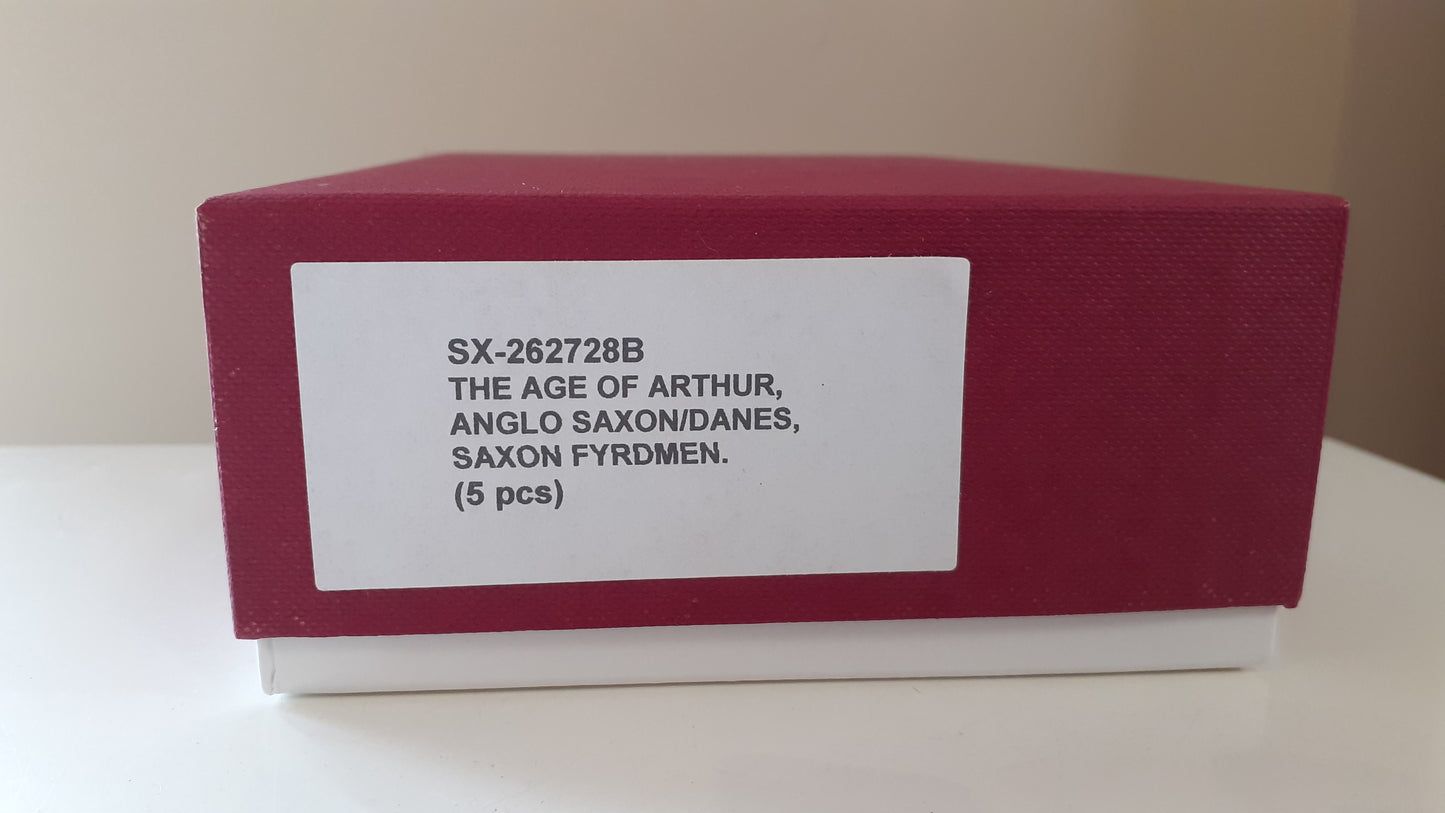 SX-262728B
THE AGE OF ARTHUR,
ANGLO SAXON/DANES,
SAXON FYRDMEN.
(5 pcs)